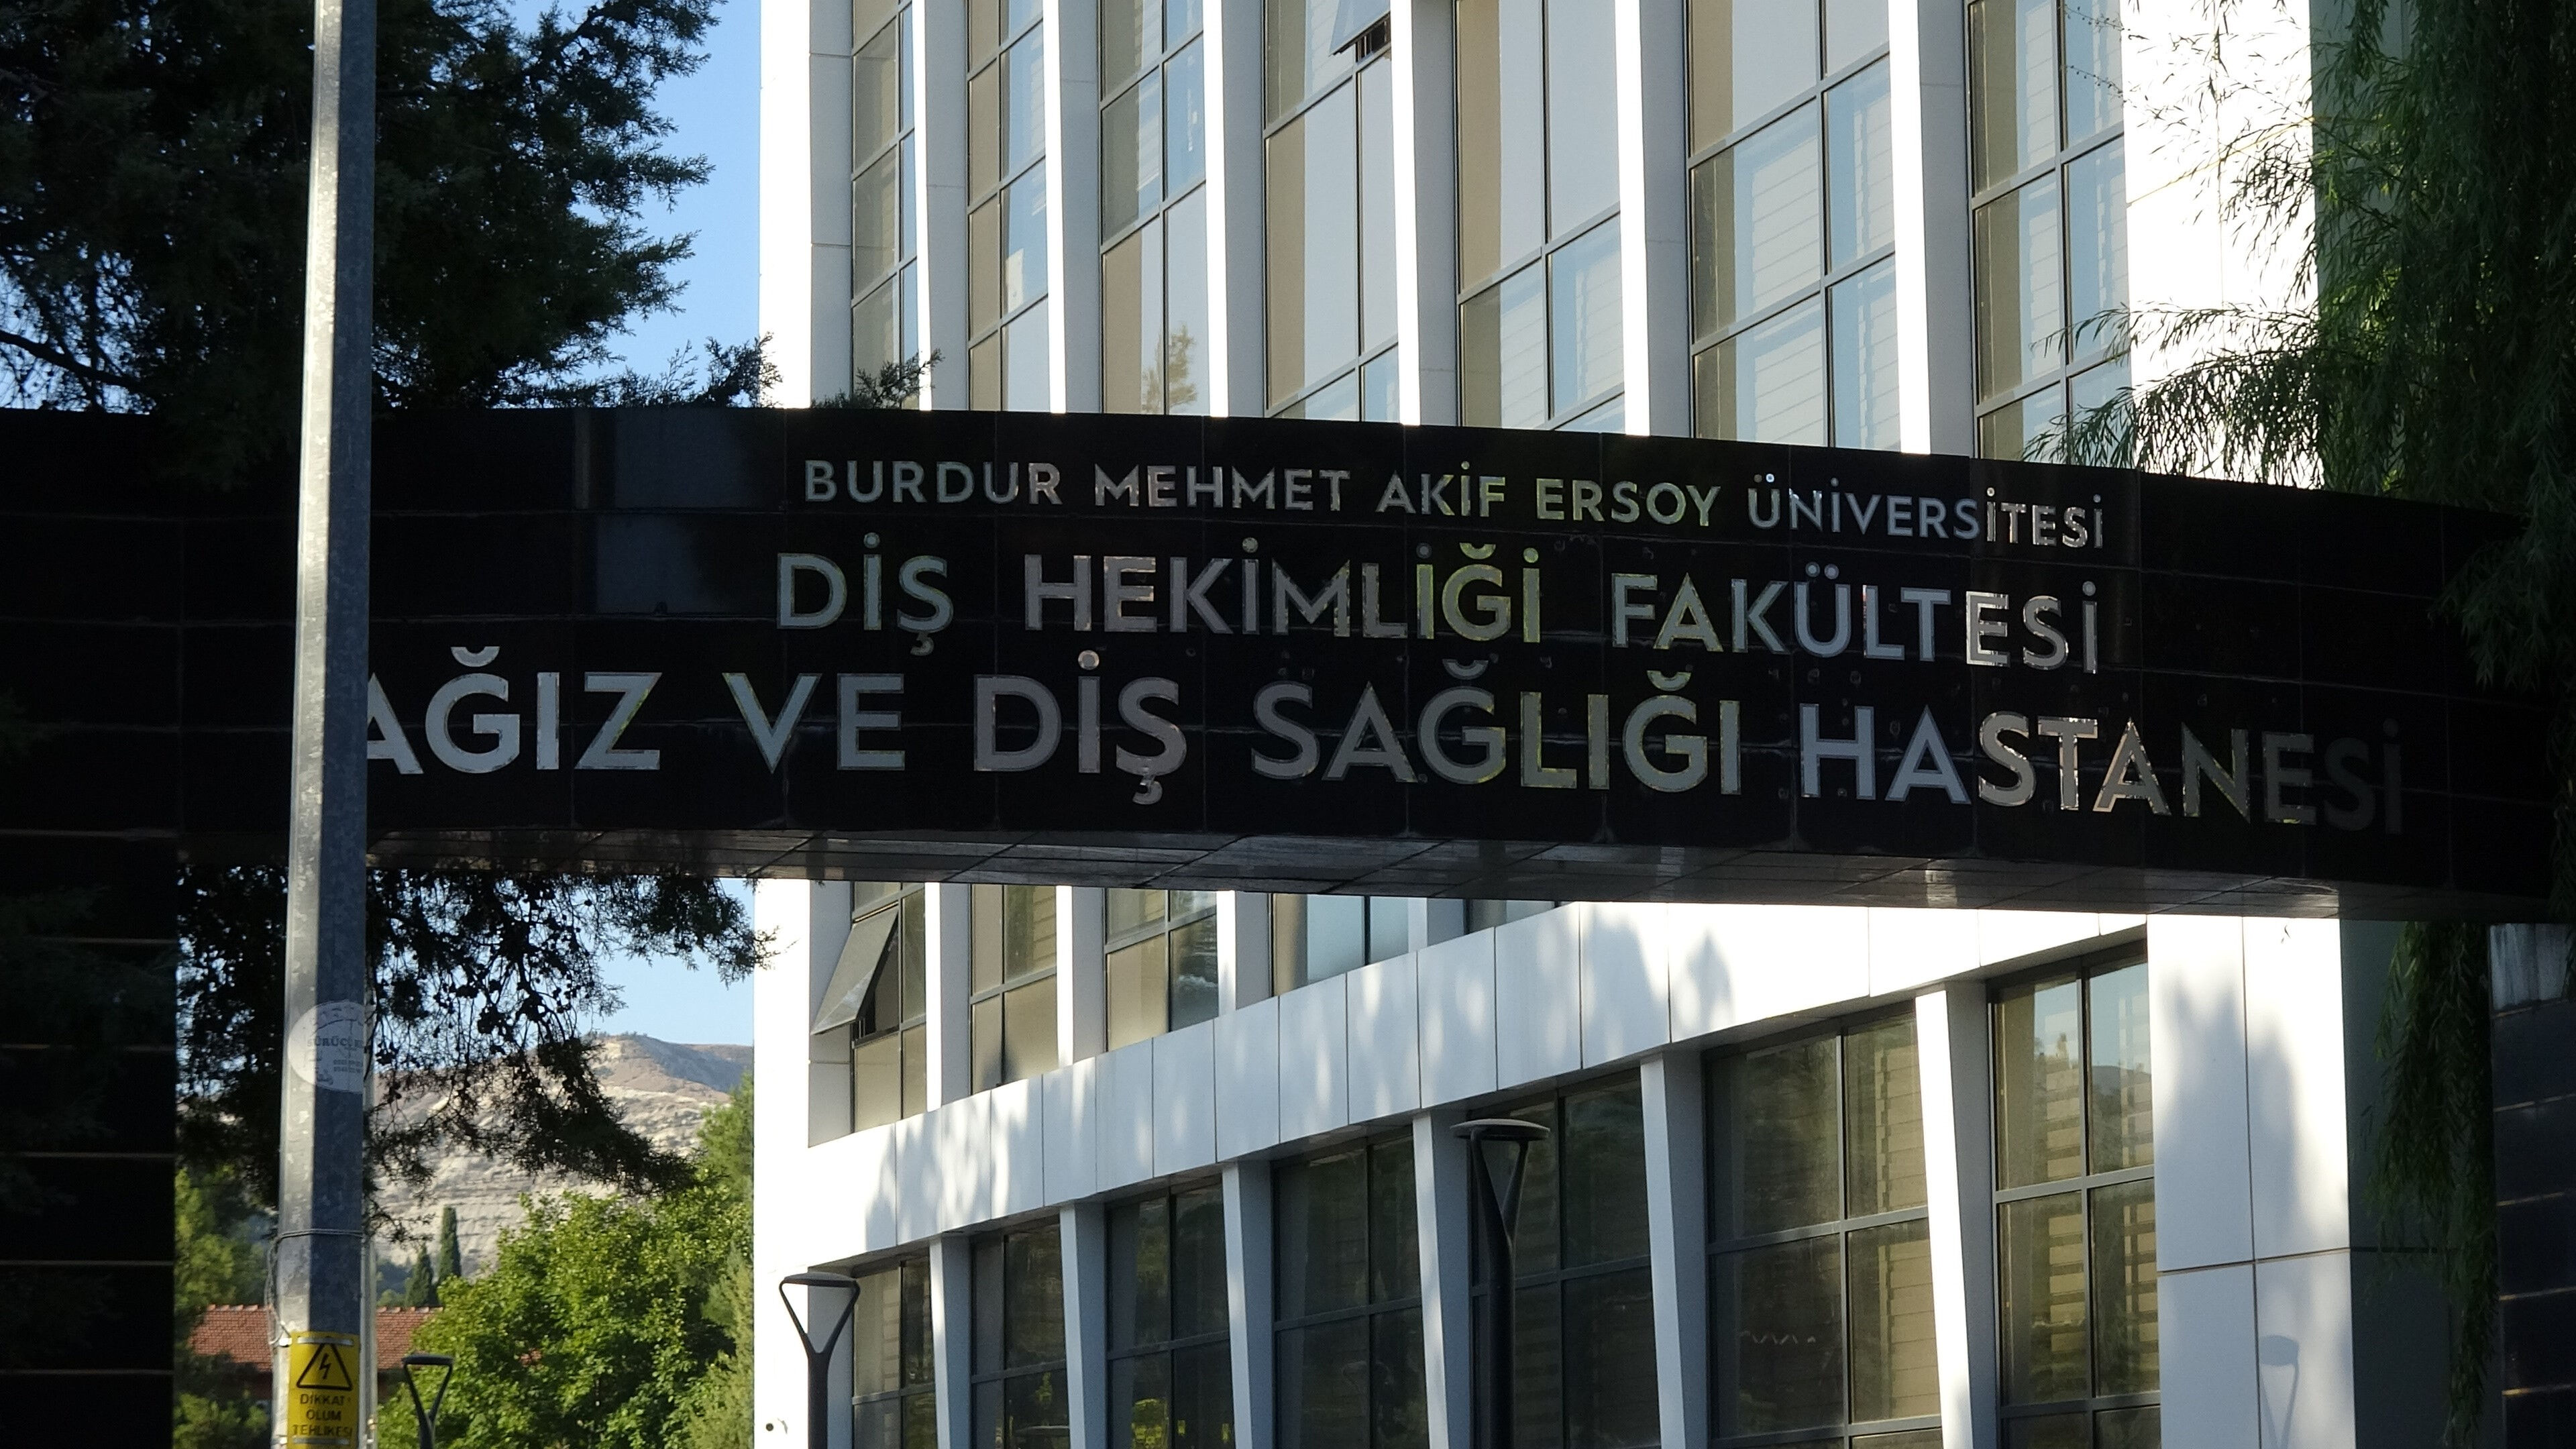 BURDUR MEHMET AKİF ERSOY ÜNİVERSİTESİ
DİŞ HEKİMLİĞİ FAKÜLTESİ
AĞIZ VE DİŞ SAĞLIĞI HASTANESİ
DİKKAT
ÖLÜM
TEHLİKESİ